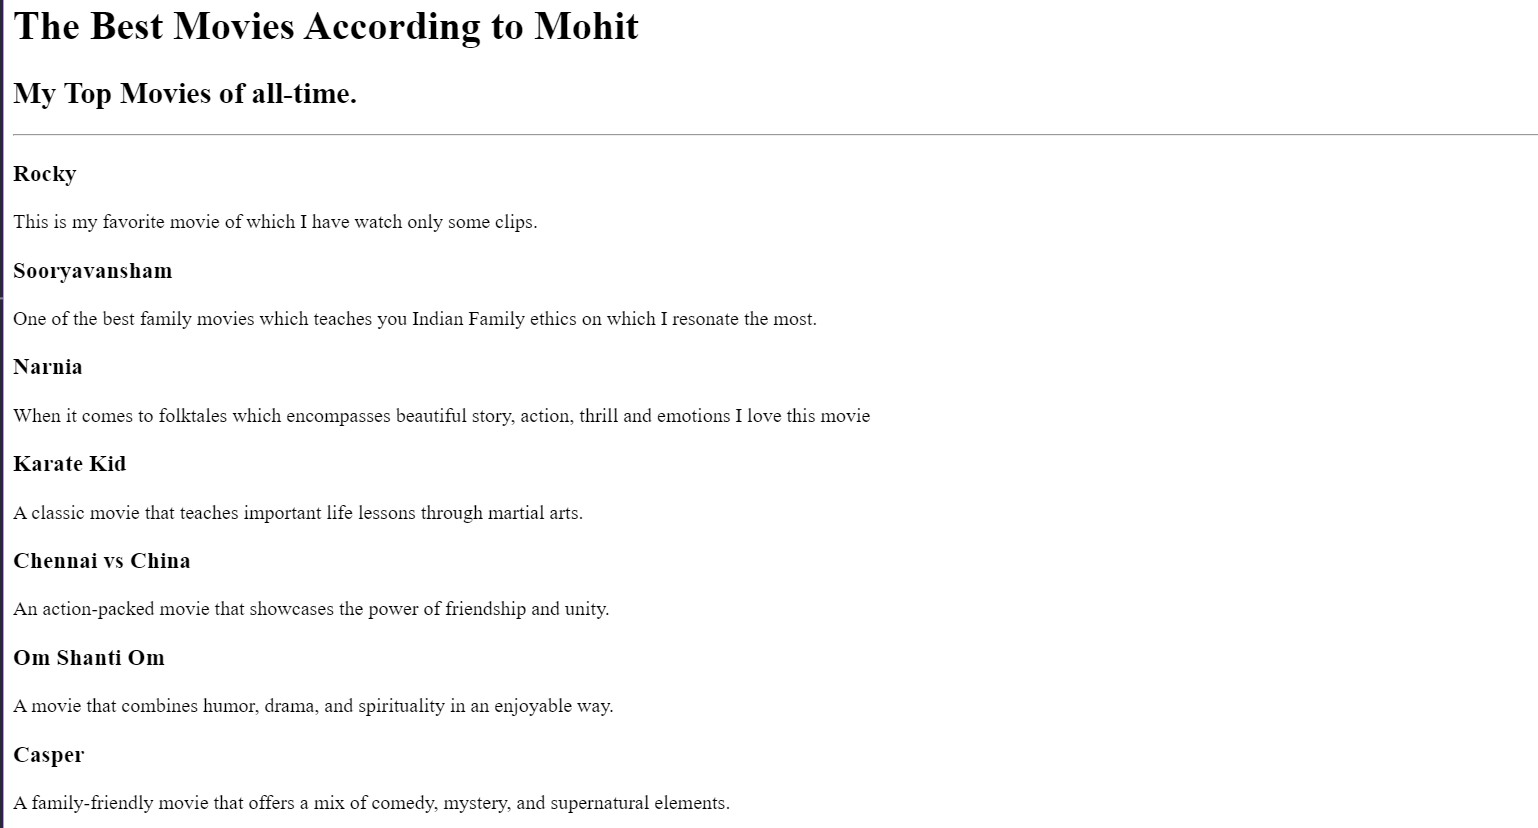 The Best Movies According to Mohit
My Top Movies of all-time.
Rocky
This is my favorite movie of which I have watch only some clips.
Sooryavansham
One of the best family movies which teaches you Indian Family ethics on which I resonate the most.
Narnia
When it comes to folktales which encompasses beautiful story, action, thrill and emotions I love this movie
Karate Kid
A classic movie that teaches important life lessons through martial arts.
Chennai vs China
An action-packed movie that showcases the power of friendship and unity.
Om Shanti Om
A movie that combines humor, drama, and spirituality in an enjoyable way.
Casper
A family-friendly movie that offers a mix of comedy, mystery, and supernatural elements.